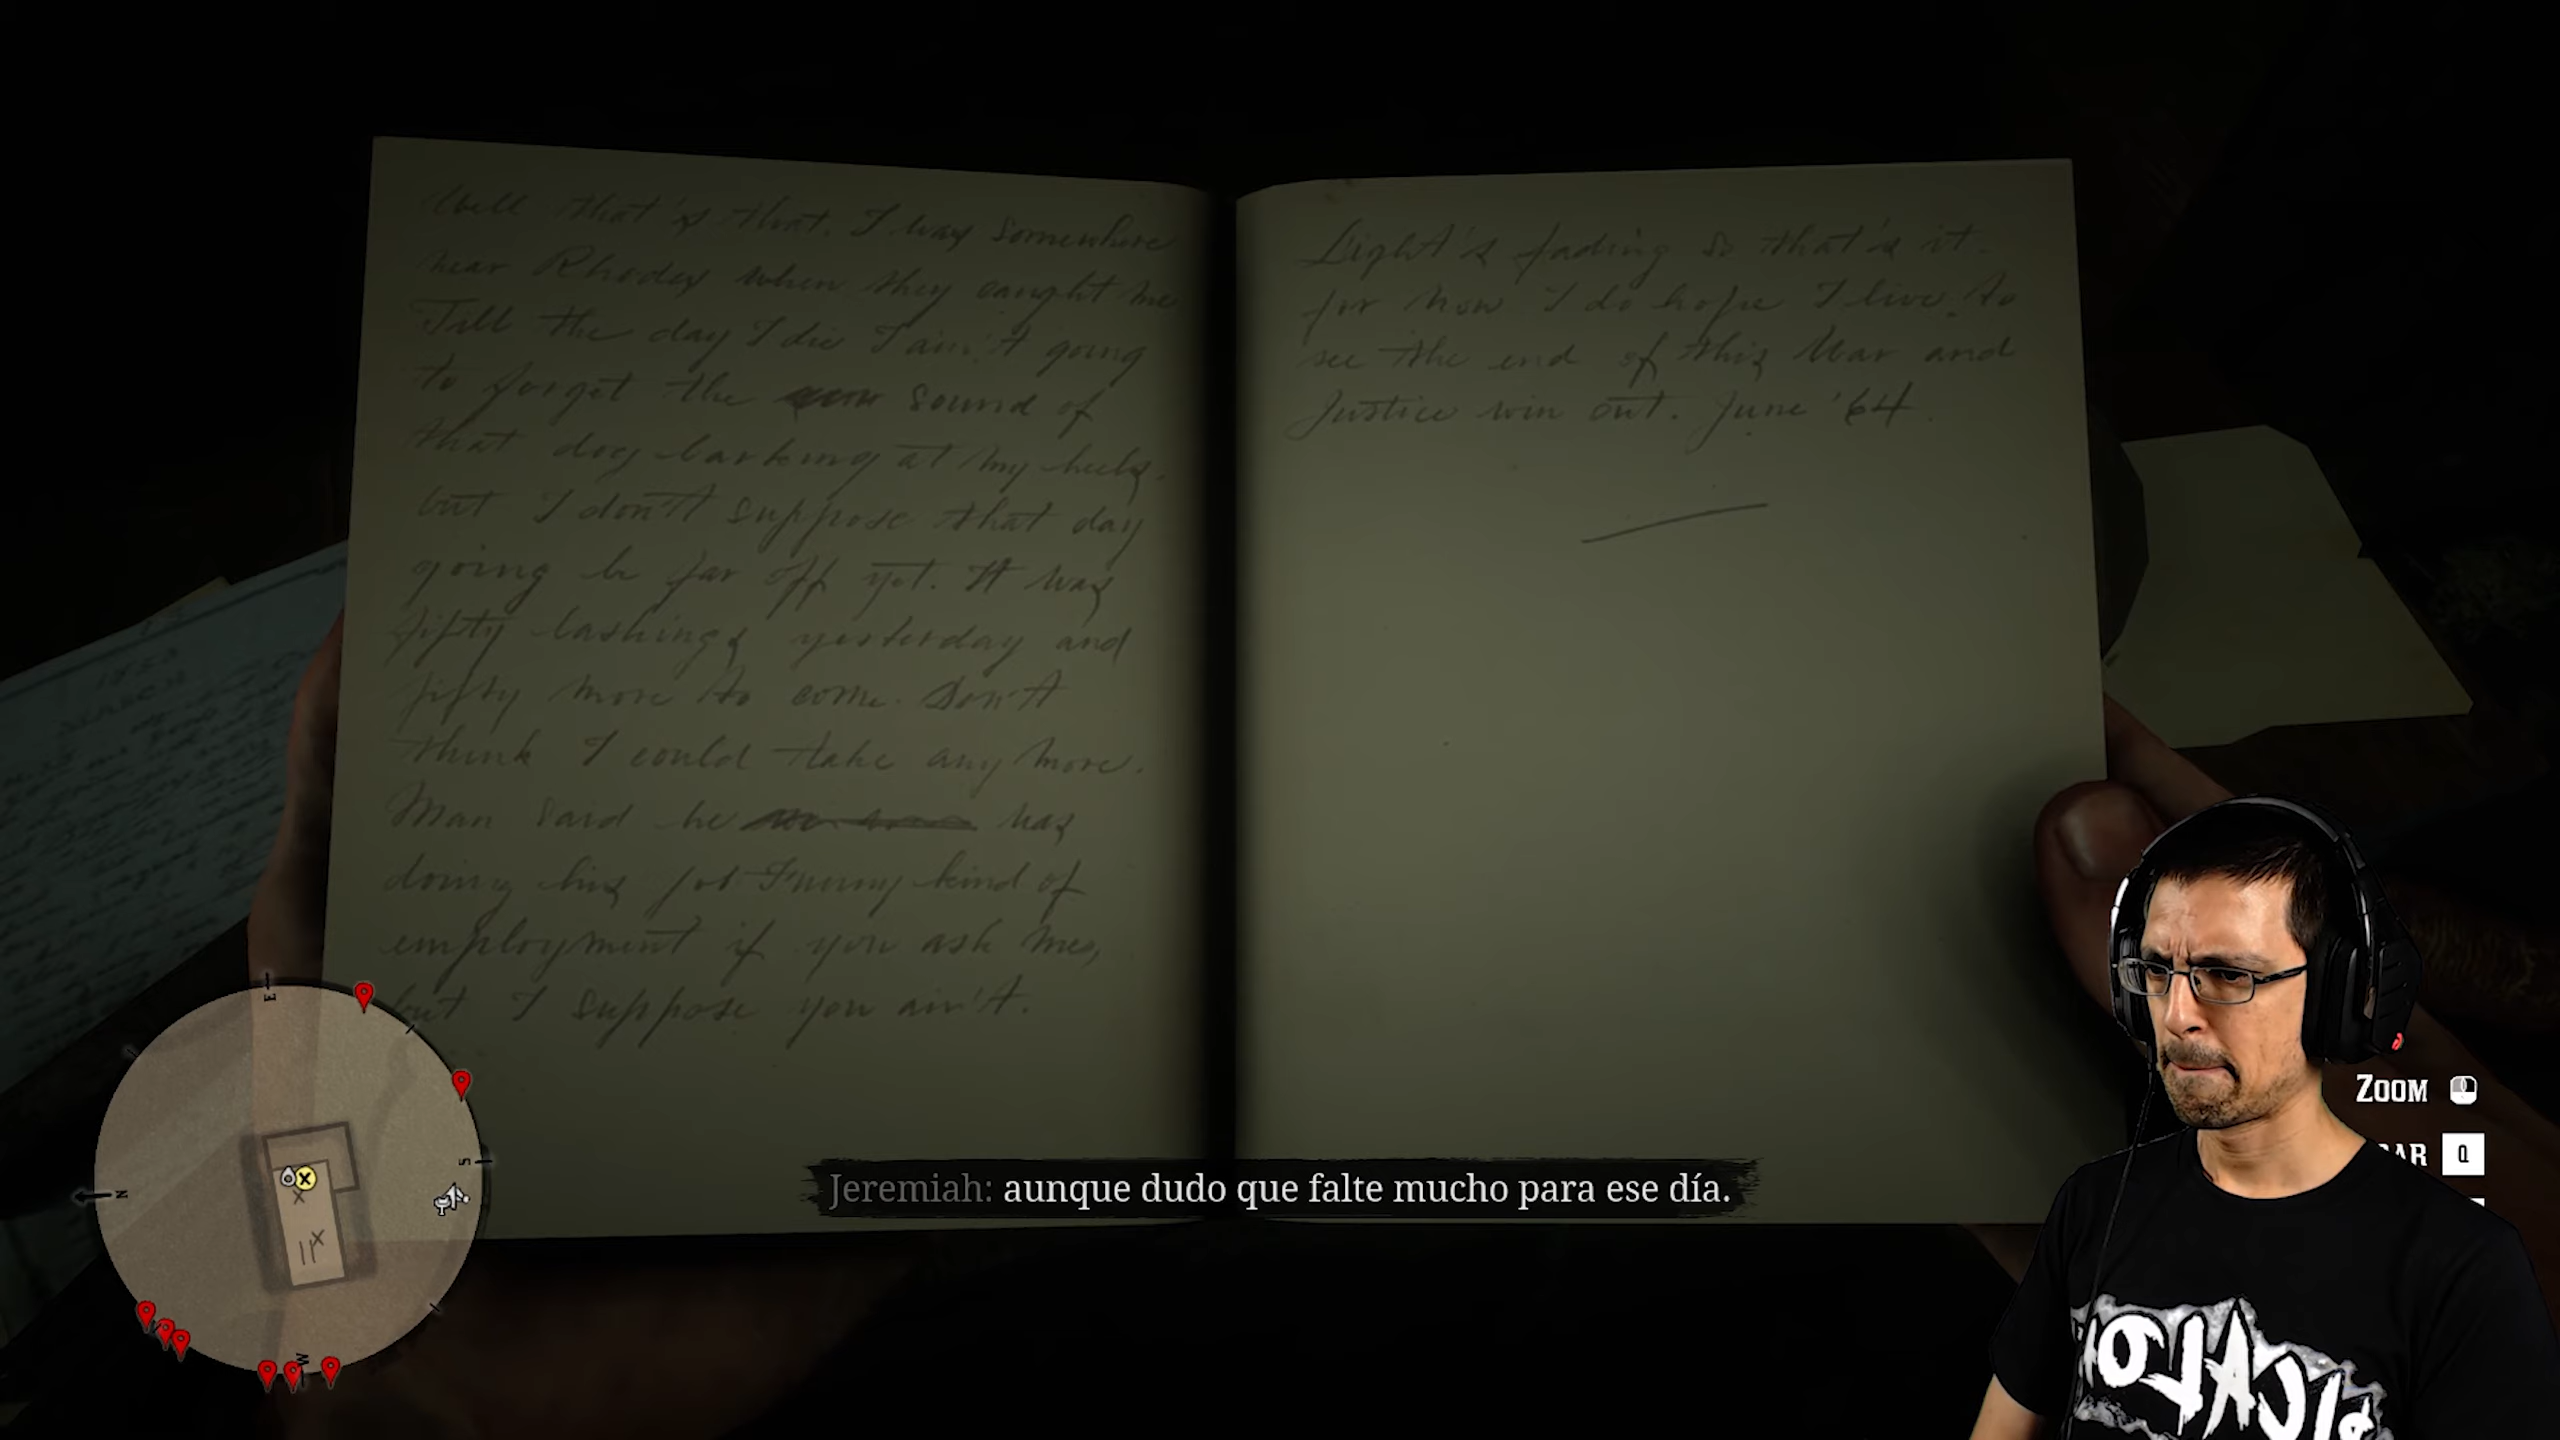 Well that's that. I was somewhere
near Rhodes when they caught me
Till the day I die I ain't going
to forget the sound of
that dog barking at my heels.
but I don't suppose that day
going be far off yet. It was
fifty lashings yesterday and
fifty more to come. Don't
think I could take any more.
Man said he was
doing his job Funny kind of
employment if you ask me,
but I suppose you ain't.
Light's fading so that's it
for now I do hope I live to
see the end of this War and
Justice win out. June '64.
E
S
N
W
Jeremiah: aunque dudo que falte mucho para ese día.
ZOOM
Q